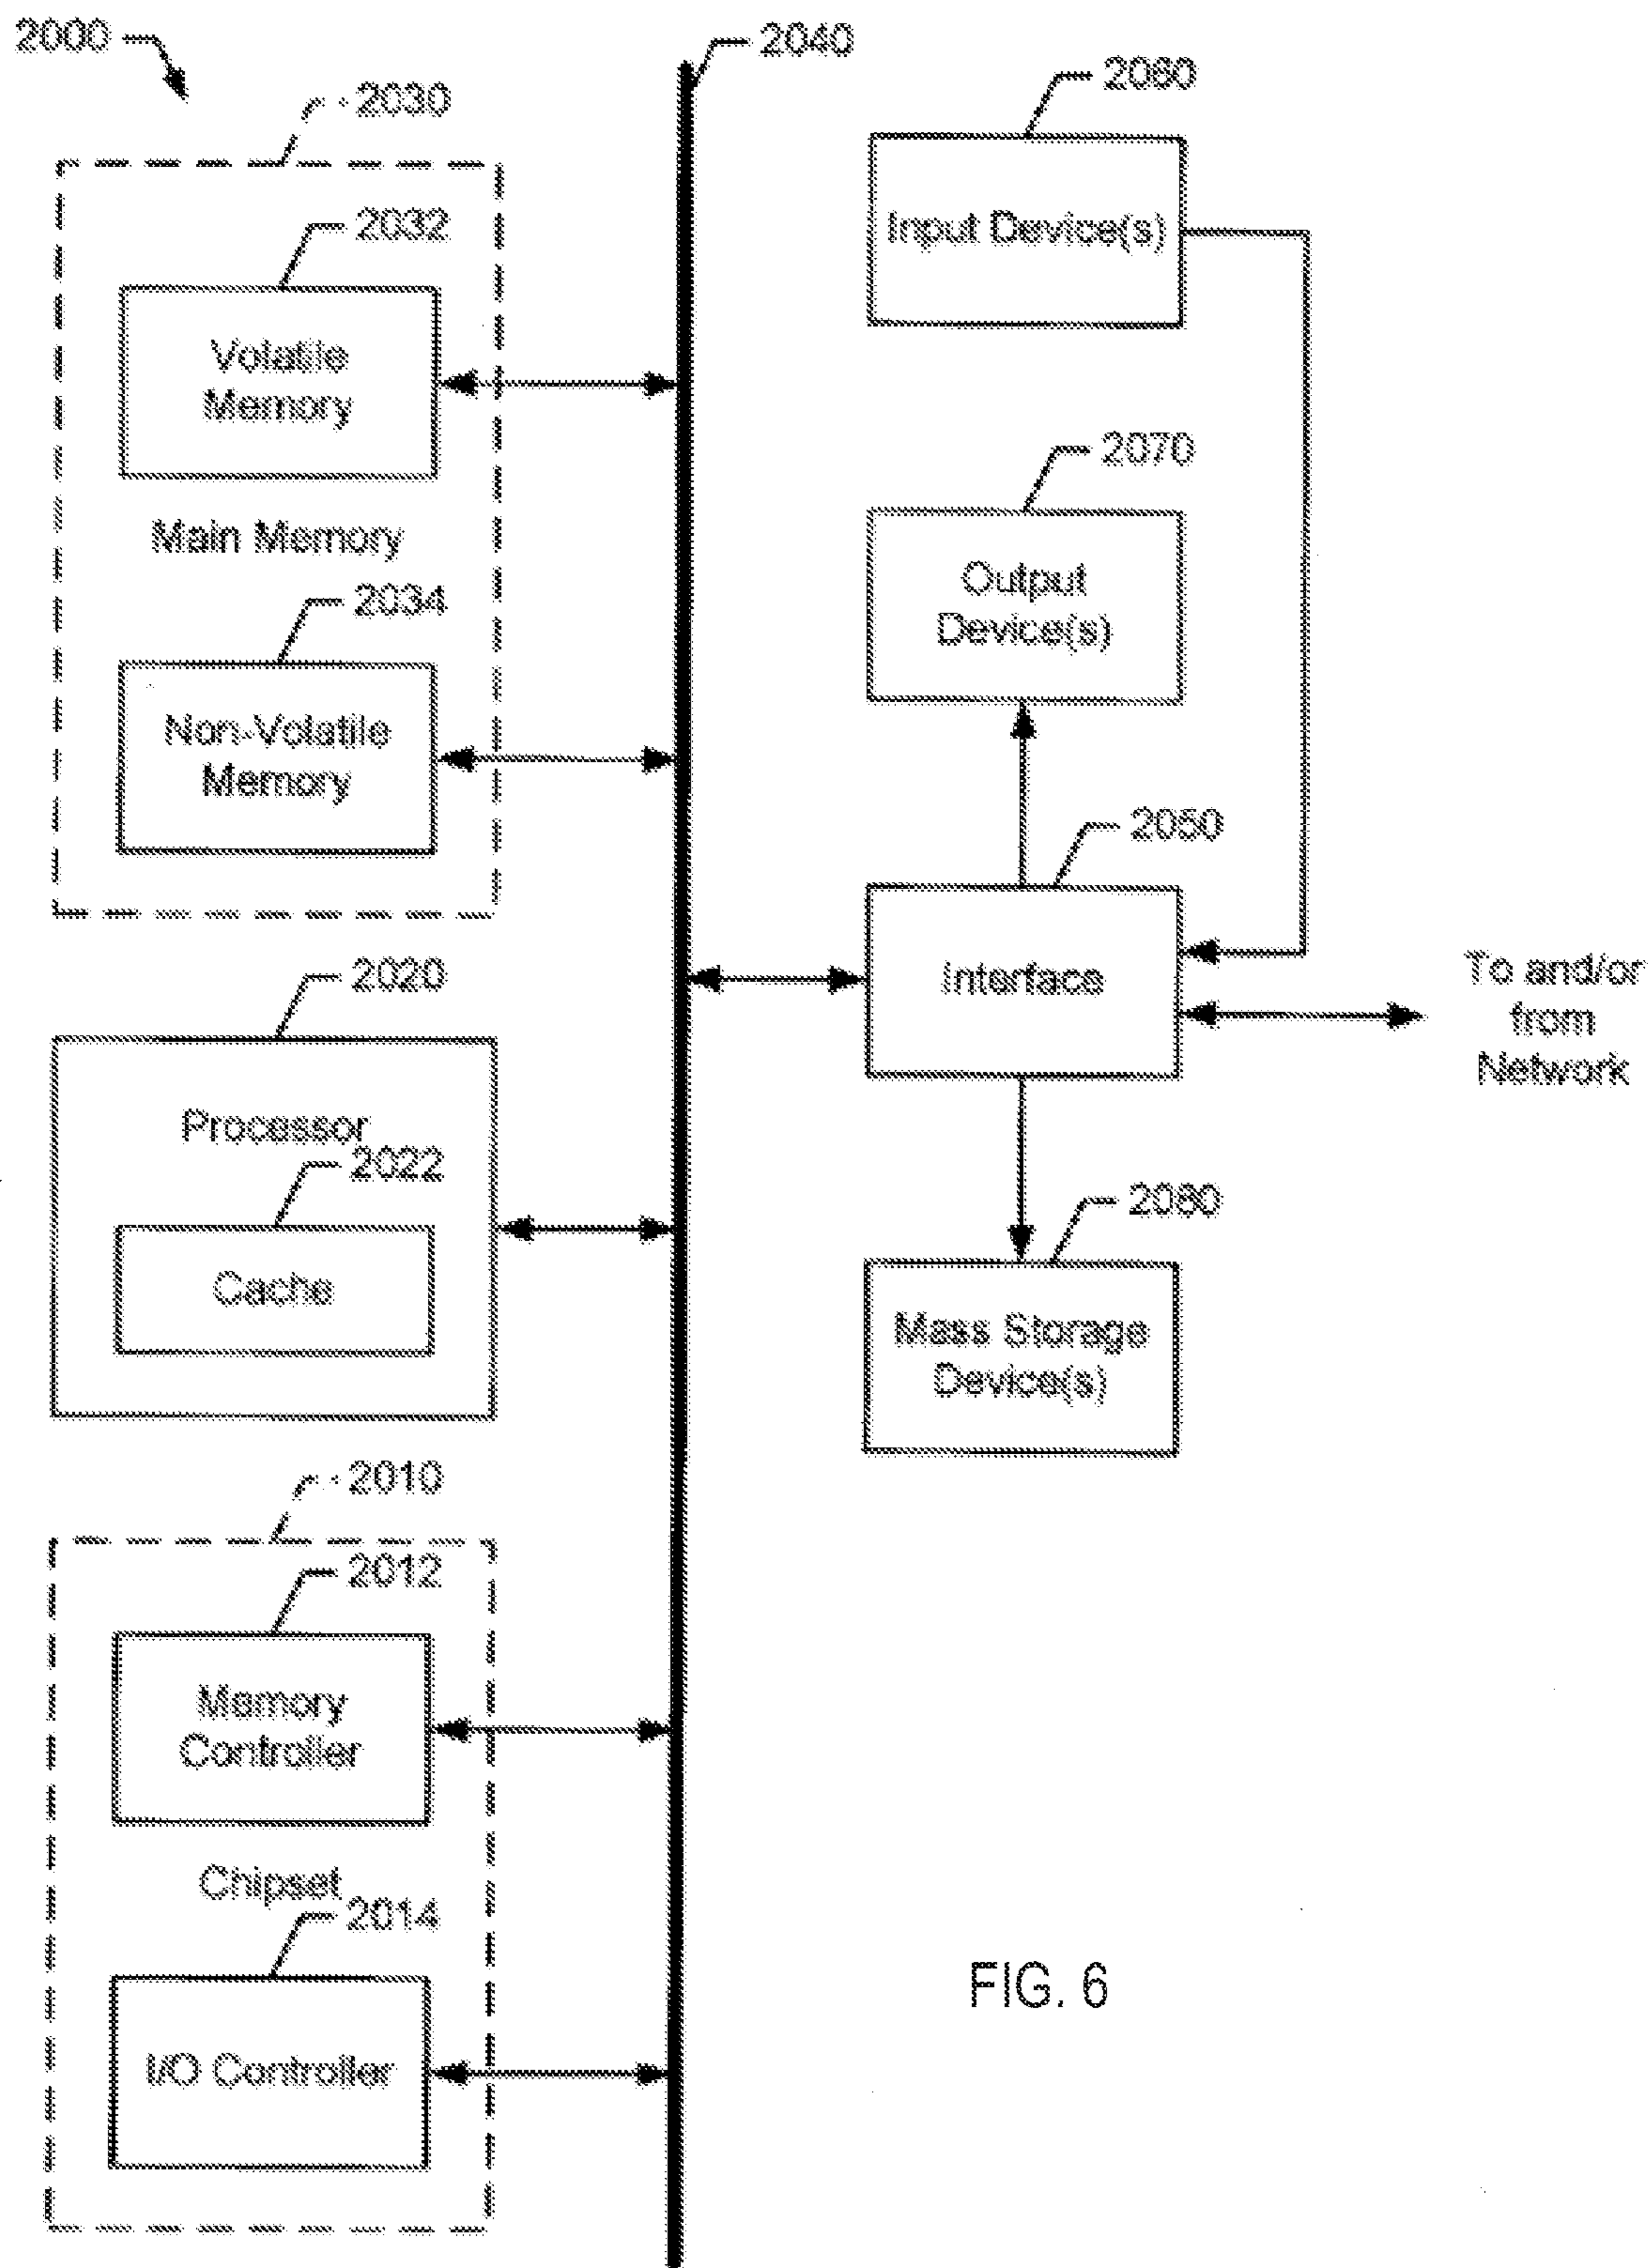 2000
2040
2030
2060
2032
Input Device(s)
Volatile
Memory
2070
Main Memory
Output
Device(s)
2034
Non-Volatile
Memory
2050
Interface
To and/or
from
Network
2020
Processor
2022
Cache
2080
Mass Storage
Device(s)
2010
2012
Memory
Controller
Chipset
2014
I/O Controller
FIG. 6